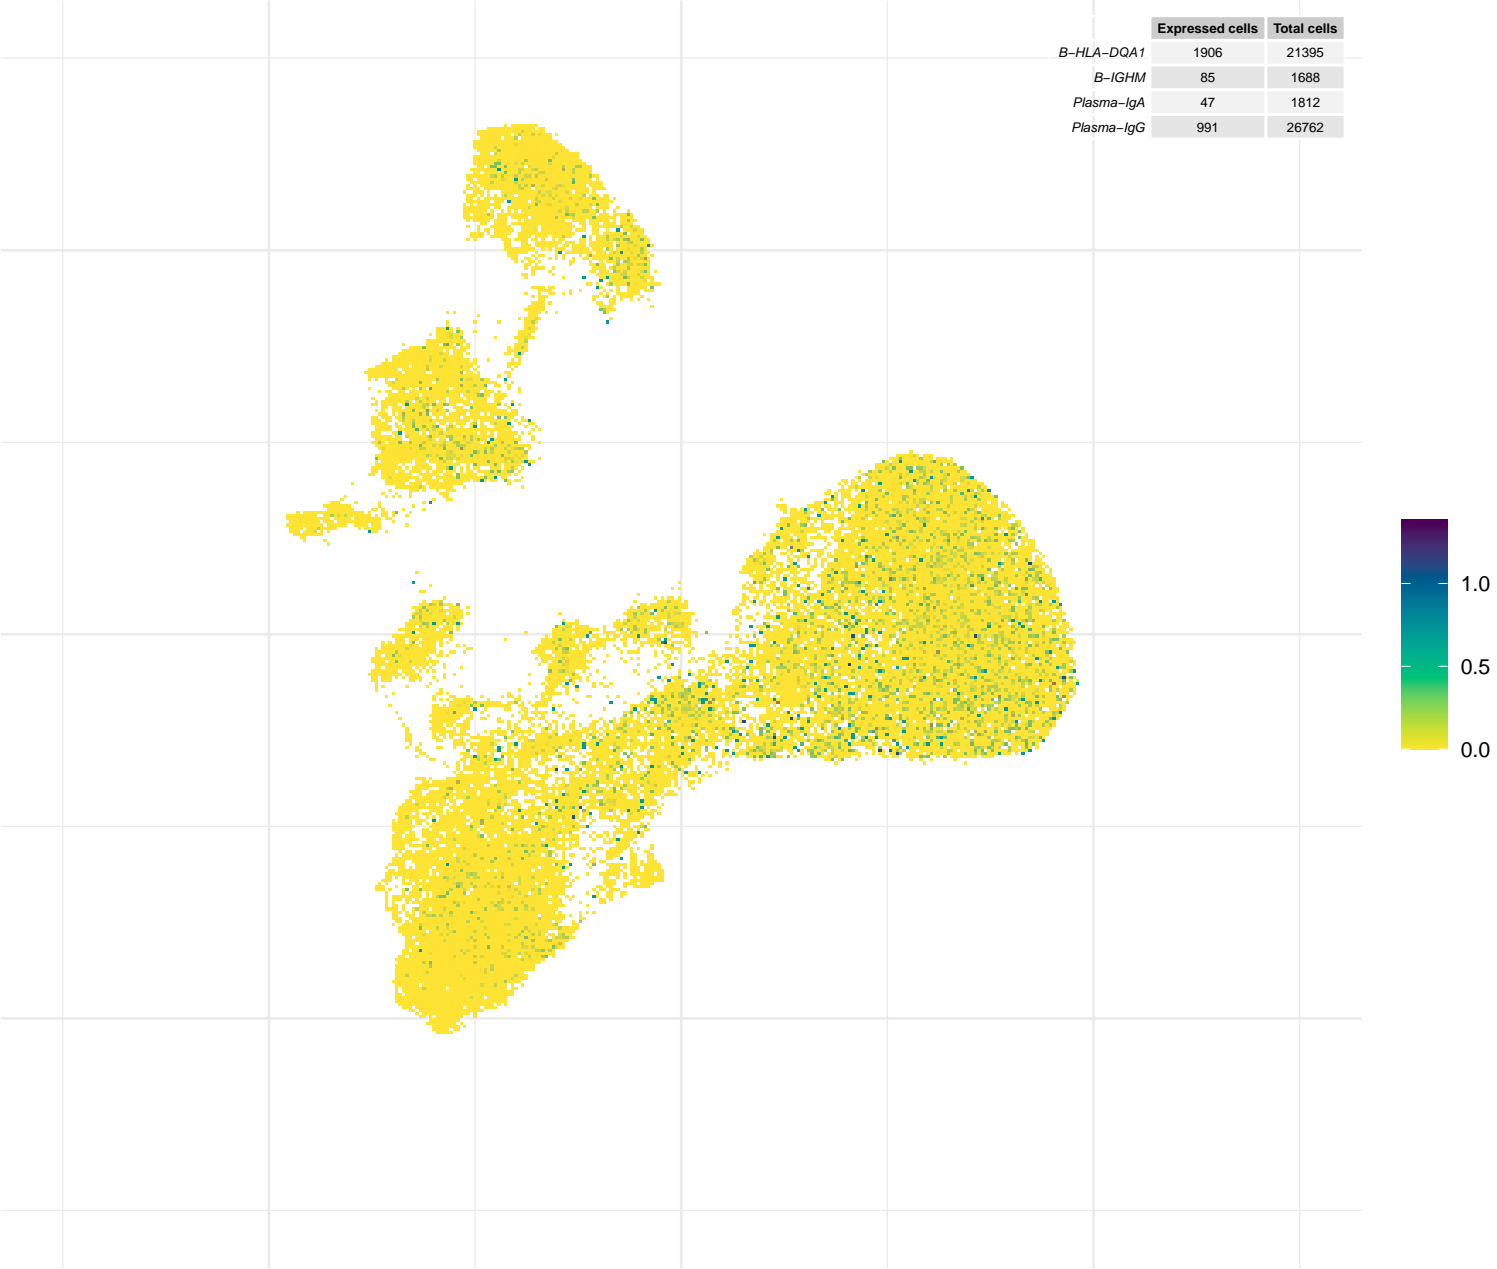 Expressed cells Total cells
B−HLA−DQA1 1906 21395
B−IGHM 85 1688
Plasma−IgA 47 1812
Plasma−IgG 991 26762
1.0
0.5
0.0